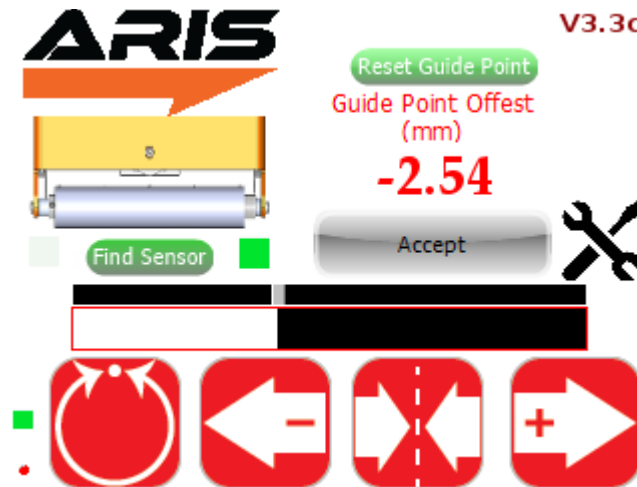 ARIS
V3.3c
Reset Guide Point
Guide Point Offest
(mm)
-2.54
Find Sensor
Accept
-
+